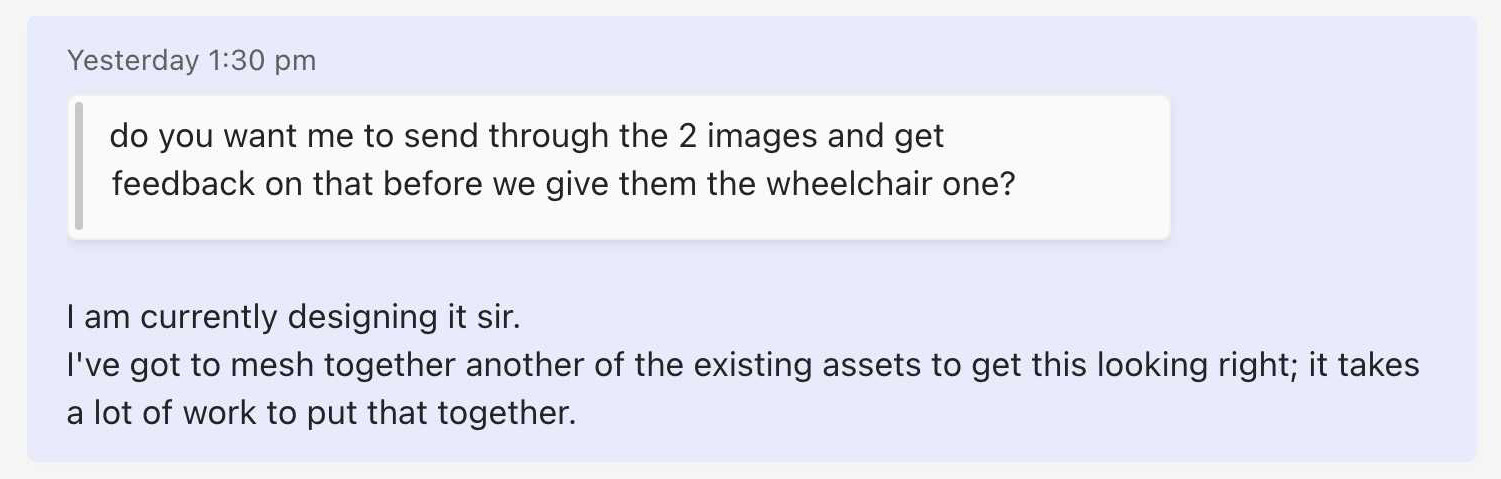 Yesterday 1:30 pm
do you want me to send through the 2 images and get
feedback on that before we give them the wheelchair one?
I am currently designing it sir.
I've got to mesh together another of the existing assets to get this looking right; it takes
a lot of work to put that together.